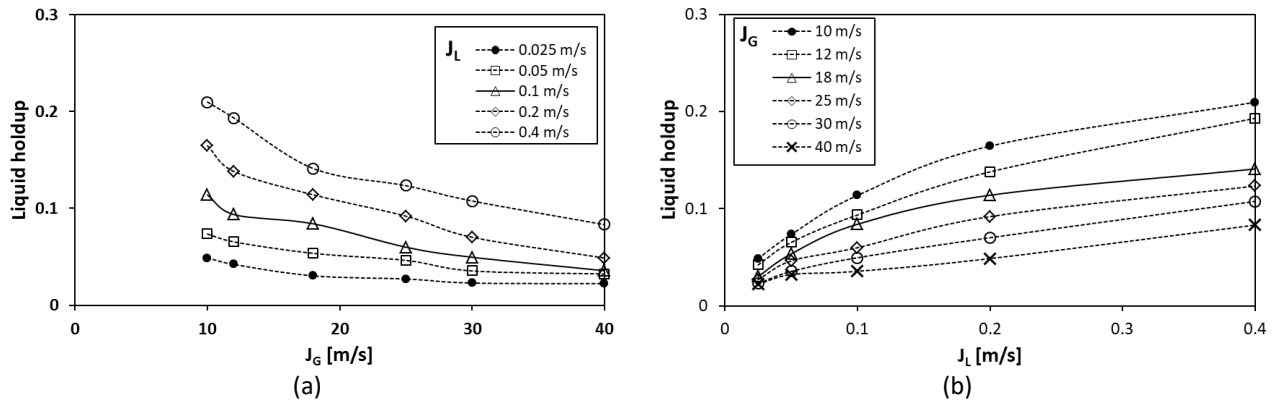 0.3
0.2
0.1
0
Liquid holdup
0
10
20
30
40
J_G [m/s]
J_L
0.025 m/s
0.05 m/s
0.1 m/s
0.2 m/s
0.4 m/s
(a)
0.3
0.2
0.1
0
Liquid holdup
0
0.1
0.2
0.3
0.4
J_L [m/s]
J_G
10 m/s
12 m/s
18 m/s
25 m/s
30 m/s
40 m/s
(b)